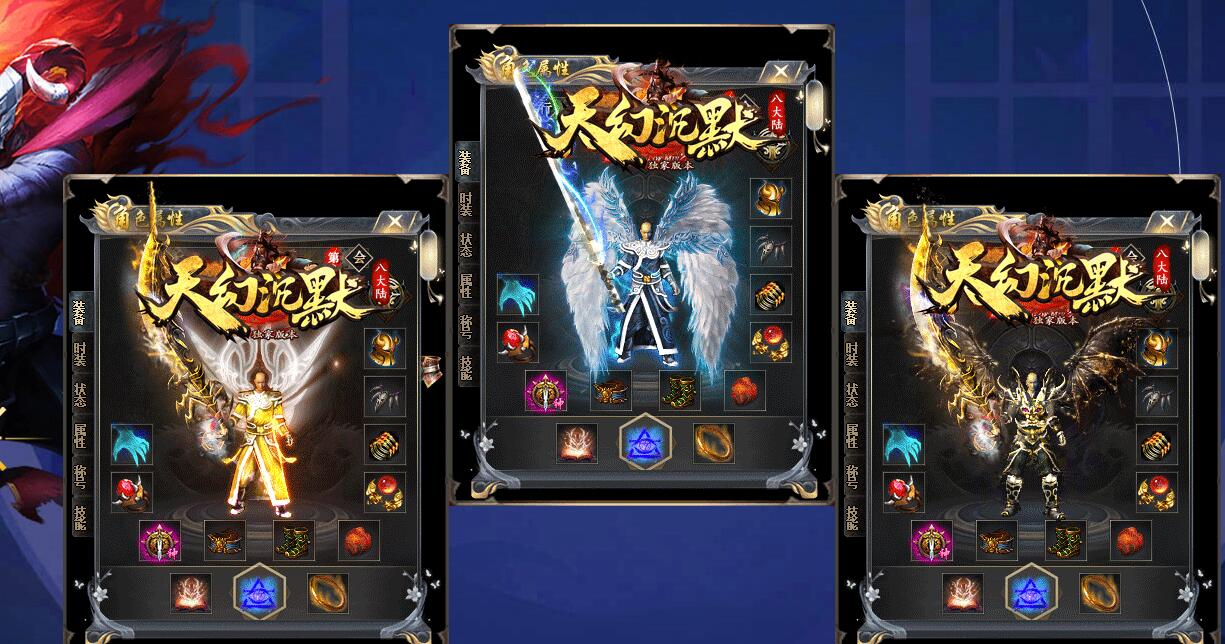 角色属性
天幻沉默
八大陆
独家版本
装备
时装
状态
属性
称号
技能
神
角色属性
天幻沉默
第
会
八大陆
独家版本
装备
时装
状态
属性
称号
技能
神
角色属性
天幻沉默
会
八大陆
独家版本
装备
时装
状态
属性
称号
技能
神